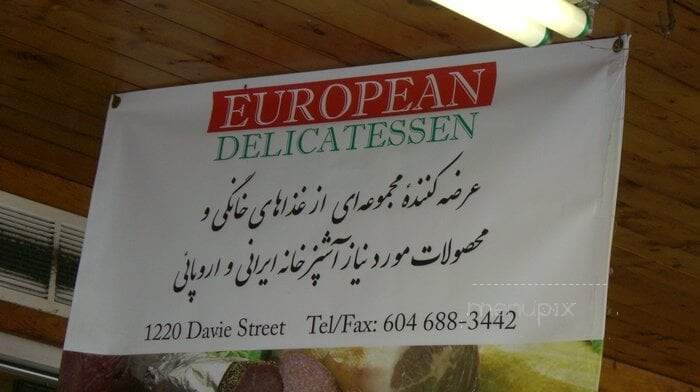 EUROPEAN
DELICATESSEN
عرضه کنندهٔ مجموعه‌ای از غذاهای خانگی و
محصولات مورد نیاز آشپزخانه ایرانی و اروپائی
1220 Davie Street Tel/Fax: 604 688-3442
menupix